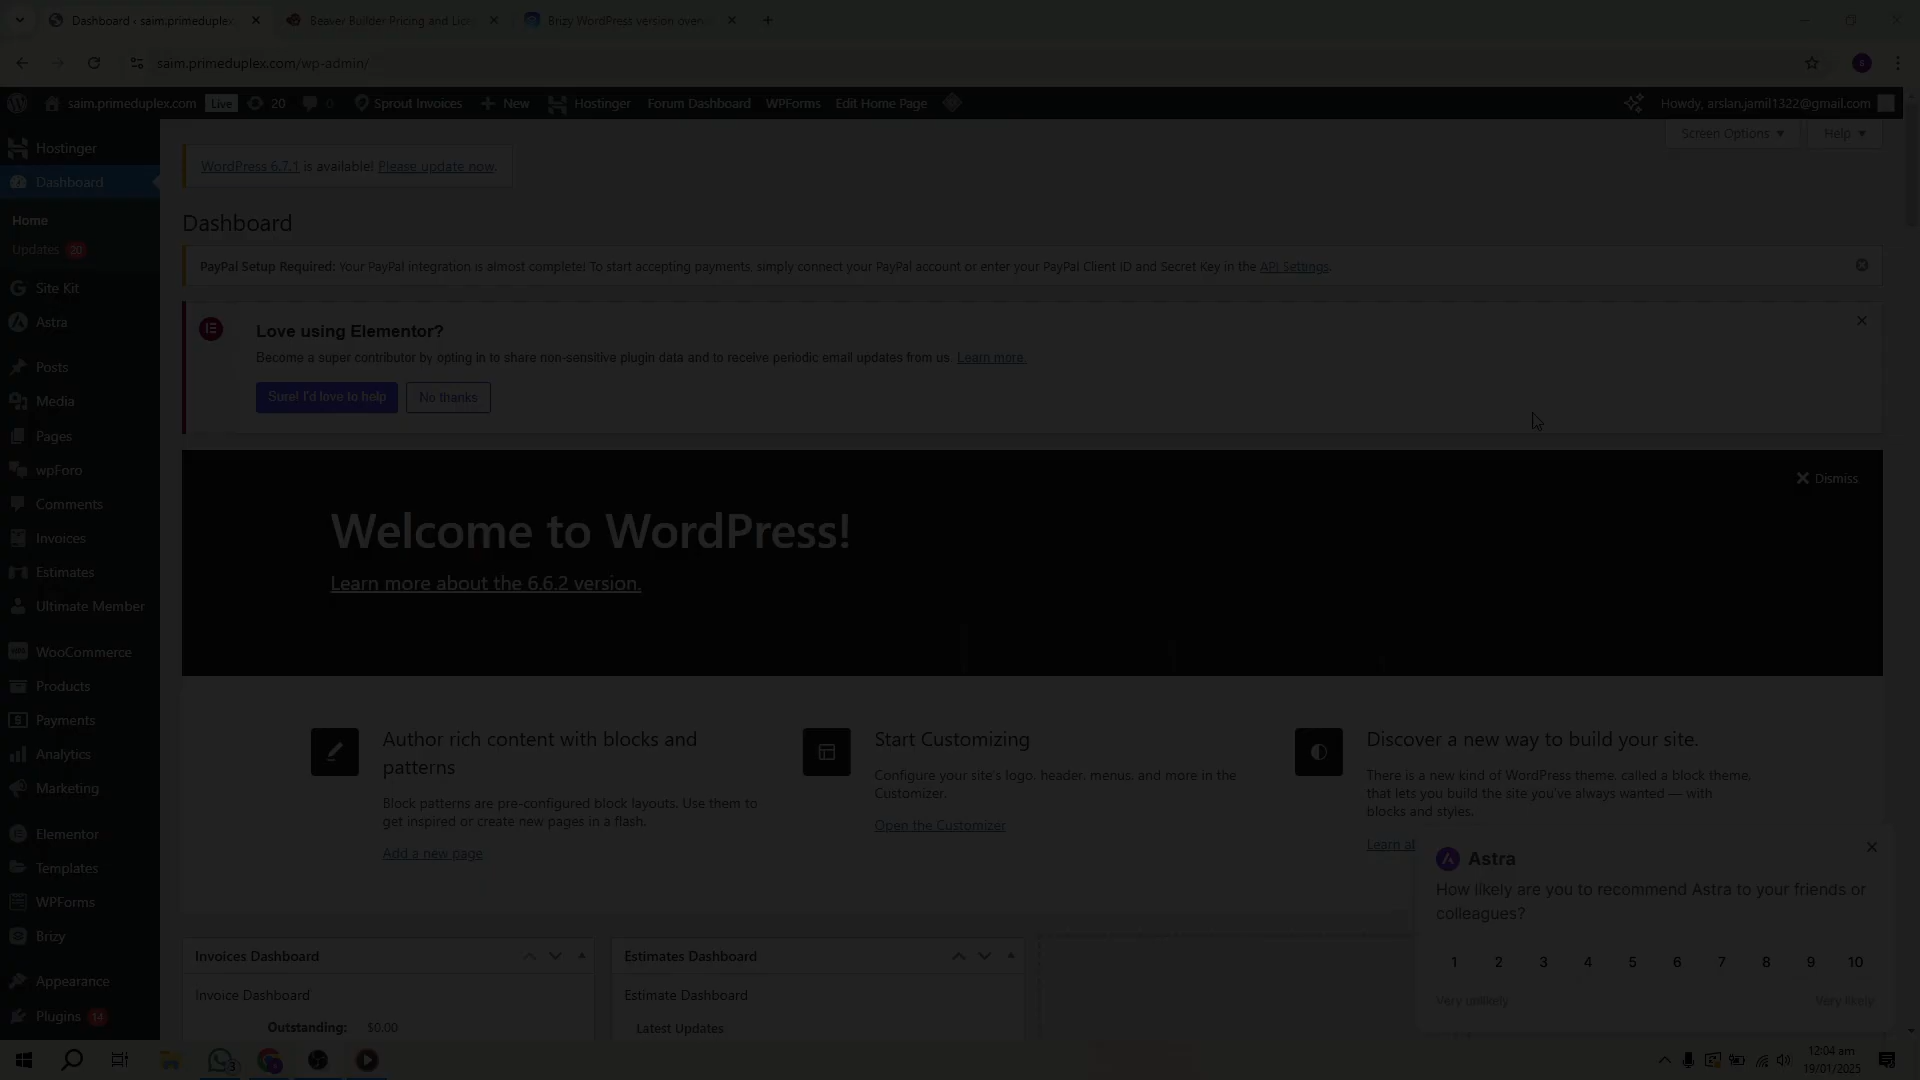 Dashboard ‹ saim.primeduplex
Beaver Builder Pricing and Lice
Brizy WordPress version over
saim.primeduplex.com/wp-admin/
saim.primeduplex.com
Live
20
0
Sprout Invoices
New
Hostinger
Forum Dashboard
WPForms
Edit Home Page
Howdy, arslan.jamil1322@gmail.com
Screen Options
Help
Hostinger
Dashboard
Home
Updates 20
Site Kit
Astra
Posts
Media
Pages
wpForo
Comments
Invoices
Estimates
Ultimate Member
WooCommerce
Products
Payments
Analytics
Marketing
Elementor
Templates
WPForms
Brizy
Appearance
Plugins 14
WordPress 6.7.1 is available! Please update now.
Dashboard
PayPal Setup Required: Your PayPal integration is almost complete! To start accepting payments, simply connect your PayPal account or enter your PayPal Client ID and Secret Key in the API Settings.
Love using Elementor?
Become a super contributor by opting in to share non-sensitive plugin data and to receive periodic email updates from us. Learn more.
Sure! I'd love to help
No thanks
Dismiss
Welcome to WordPress!
Learn more about the 6.6.2 version.
Author rich content with blocks and
patterns
Block patterns are pre-configured block layouts. Use them to
get inspired or create new pages in a flash.
Add a new page
Start Customizing
Configure your site's logo, header, menus, and more in the
Customizer.
Open the Customizer
Discover a new way to build your site.
There is a new kind of WordPress theme, called a block theme,
that lets you build the site you've always wanted — with
blocks and styles.
Learn al
Astra
How likely are you to recommend Astra to your friends or
colleagues?
1 2 3 4 5 6 7 8 9 10
Very unlikely
Very likely
Invoices Dashboard
Invoice Dashboard
Outstanding: $0.00
Estimates Dashboard
Estimate Dashboard
Latest Updates
3
12:04 am
19/01/2025